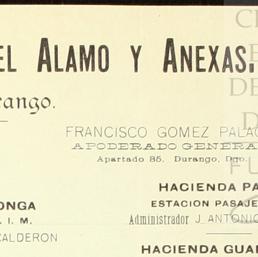 EL ALAMO Y ANEXAS.
rango.
FRANCISCO GOMEZ PALAC
APODERADO GENERA
Apartado 85. Durango, Dgo.
HACIENDA PA
ONGA
ESTACION PASAJE
I. M.
Administrador J. ANTONIO
CALDERON
HACIENDA GUA